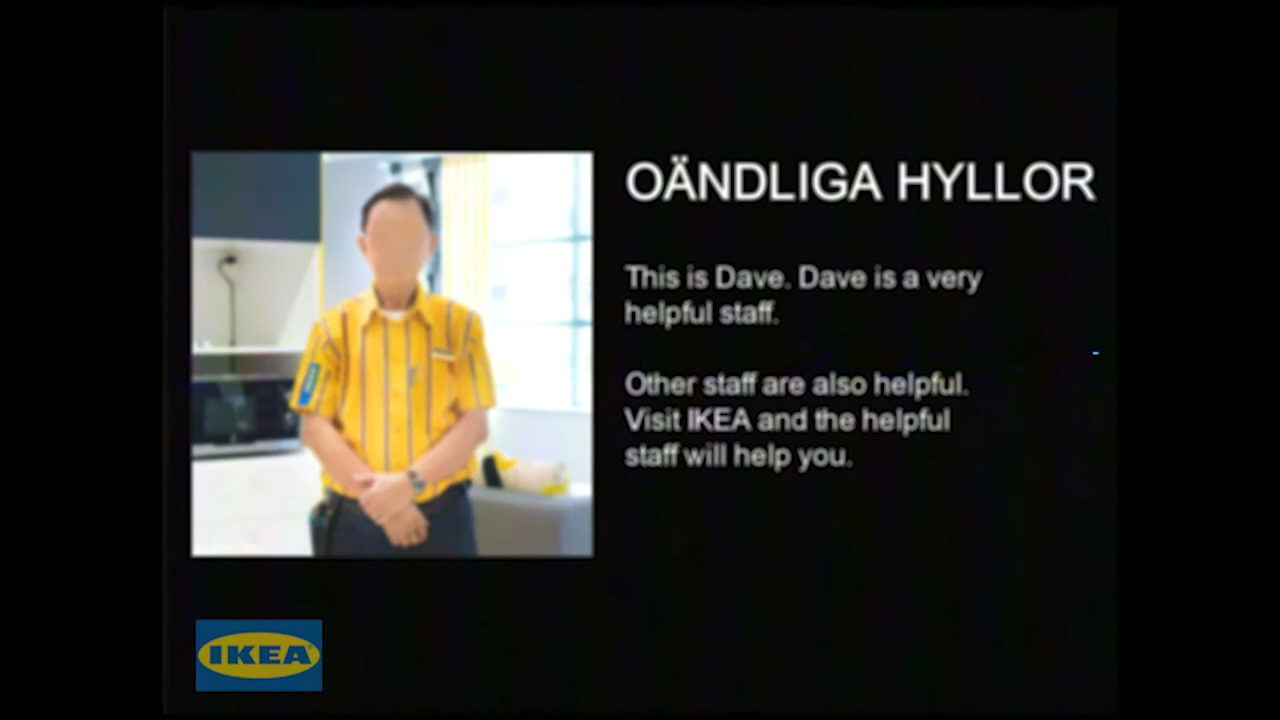 OÄNDLIGA HYLLOR
This is Dave. Dave is a very
helpful staff.
Other staff are also helpful.
Visit IKEA and the helpful
staff will help you.
IKEA